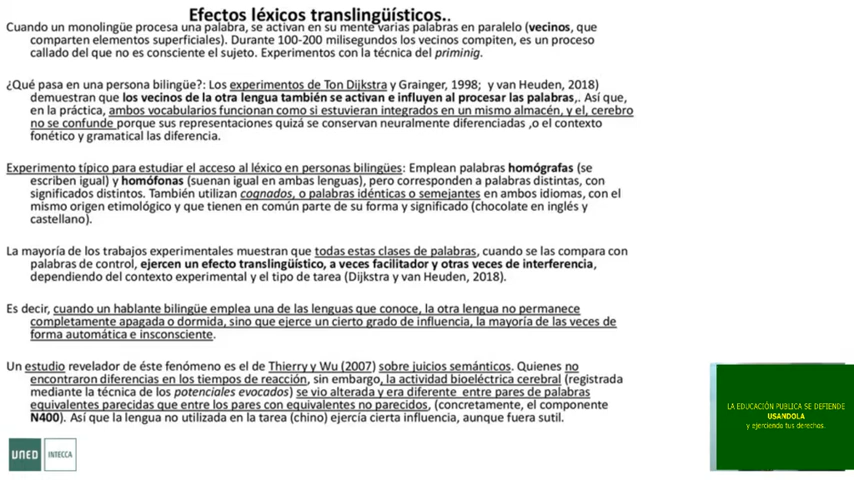 Efectos léxicos translingüísticos..
Cuando un monolingüe procesa una palabra, se activan en su mente varias palabras en paralelo (vecinos, que
comparten elementos superficiales). Durante 100-200 milisegundos los vecinos compiten, es un proceso
callado del que no es consciente el sujeto. Experimentos con la técnica del priminig.
¿Qué pasa en una persona bilingüe?: Los experimentos de Ton Dijkstra y Grainger, 1998; y van Heuden, 2018)
demuestran que los vecinos de la otra lengua también se activan e influyen al procesar las palabras,. Así que,
en la práctica, ambos vocabularios funcionan como si estuvieran integrados en un mismo almacén, y el, cerebro
no se confunde porque sus representaciones quizá se conservan neuralmente diferenciadas ,o el contexto
fonético y gramatical las diferencia.
Experimento típico para estudiar el acceso al léxico en personas bilingües: Emplean palabras homógrafas (se
escriben igual) y homófonas (suenan igual en ambas lenguas), pero corresponden a palabras distintas, con
significados distintos. También utilizan cognados, o palabras idénticas o semejantes en ambos idiomas, con el
mismo origen etimológico y que tienen en común parte de su forma y significado (chocolate en inglés y
castellano).
La mayoría de los trabajos experimentales muestran que todas estas clases de palabras, cuando se las compara con
palabras de control, ejercen un efecto translingüístico, a veces facilitador y otras veces de interferencia,
dependiendo del contexto experimental y el tipo de tarea (Dijkstra y van Heuden, 2018).
Es decir, cuando un hablante bilingüe emplea una de las lenguas que conoce, la otra lengua no permanece
completamente apagada o dormida, sino que ejerce un cierto grado de influencia, la mayoría de las veces de
forma automática e insconsciente.
Un estudio revelador de éste fenómeno es el de Thierry y Wu (2007) sobre juicios semánticos. Quienes no
encontraron diferencias en los tiempos de reacción, sin embargo, la actividad bioeléctrica cerebral (registrada
mediante la técnica de los potenciales evocados) se vio alterada y era diferente entre pares de palabras
equivalentes parecidas que entre los pares con equivalentes no parecidos, (concretamente, el componente
N400). Así que la lengua no utilizada en la tarea (chino) ejercía cierta influencia, aunque fuera sutil.
UNED INTECCA
LA EDUCACIÓN PUBLICA SE DEFIENDE
USANDOLA
y ejerciendo tus derechos.